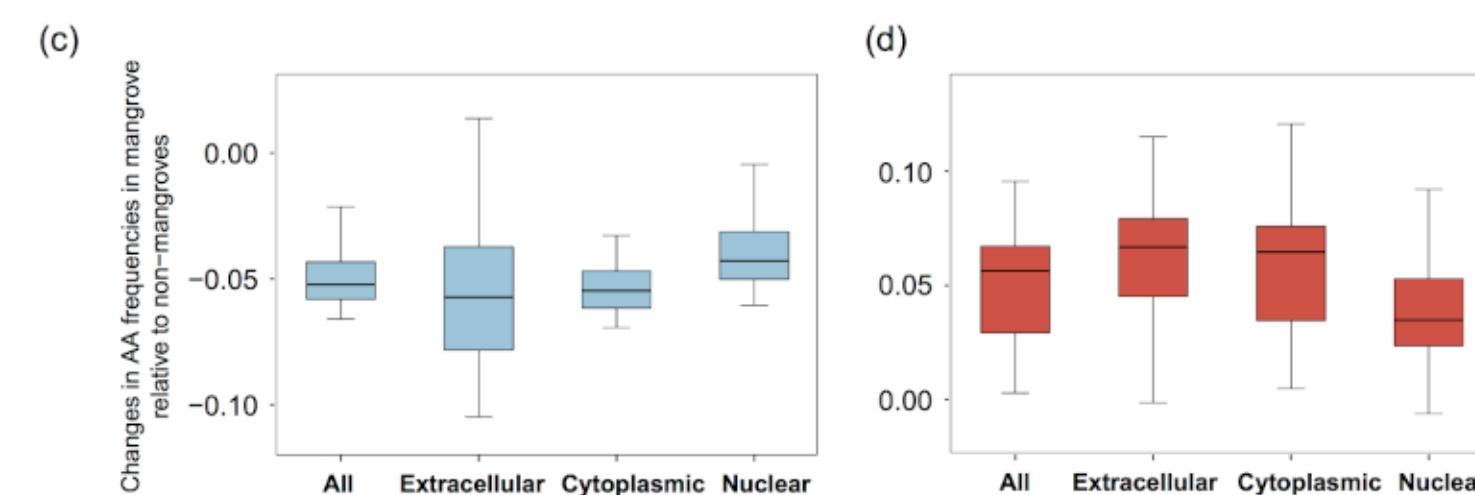 (c)
(d)
Changes in AA frequencies in mangrove
relative to non−mangroves
0.00
−0.05
−0.10
All Extracellular Cytoplasmic Nuclear
0.10
0.05
0.00
All Extracellular Cytoplasmic Nuclea